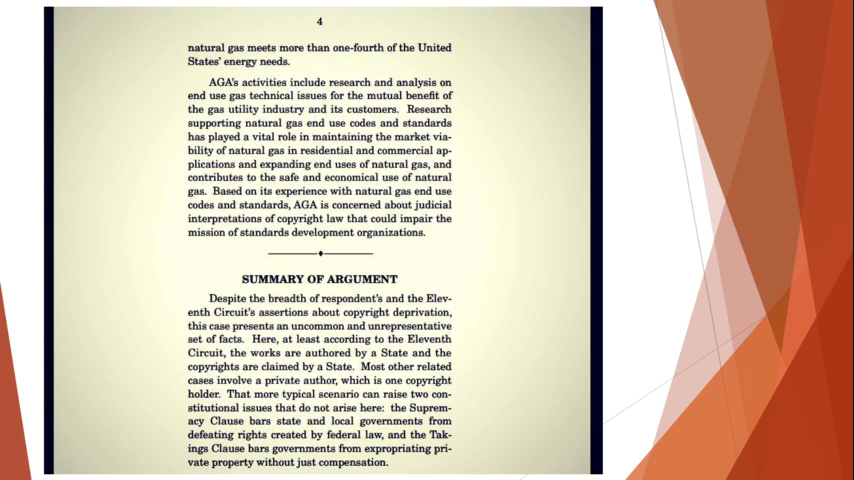 4
natural gas meets more than one-fourth of the United
States' energy needs.
AGA's activities include research and analysis on
end use gas technical issues for the mutual benefit of
the gas utility industry and its customers. Research
supporting natural gas end use codes and standards
has played a vital role in maintaining the market via-
bility of natural gas in residential and commercial ap-
plications and expanding end uses of natural gas, and
contributes to the safe and economical use of natural
gas. Based on its experience with natural gas end use
codes and standards, AGA is concerned about judicial
interpretations of copyright law that could impair the
mission of standards development organizations.
SUMMARY OF ARGUMENT
Despite the breadth of respondent's and the Elev-
enth Circuit's assertions about copyright deprivation,
this case presents an uncommon and unrepresentative
set of facts. Here, at least according to the Eleventh
Circuit, the works are authored by a State and the
copyrights are claimed by a State. Most other related
cases involve a private author, which is one copyright
holder. That more typical scenario can raise two con-
stitutional issues that do not arise here: the Suprem-
acy Clause bars state and local governments from
defeating rights created by federal law, and the Tak-
ings Clause bars governments from expropriating pri-
vate property without just compensation.